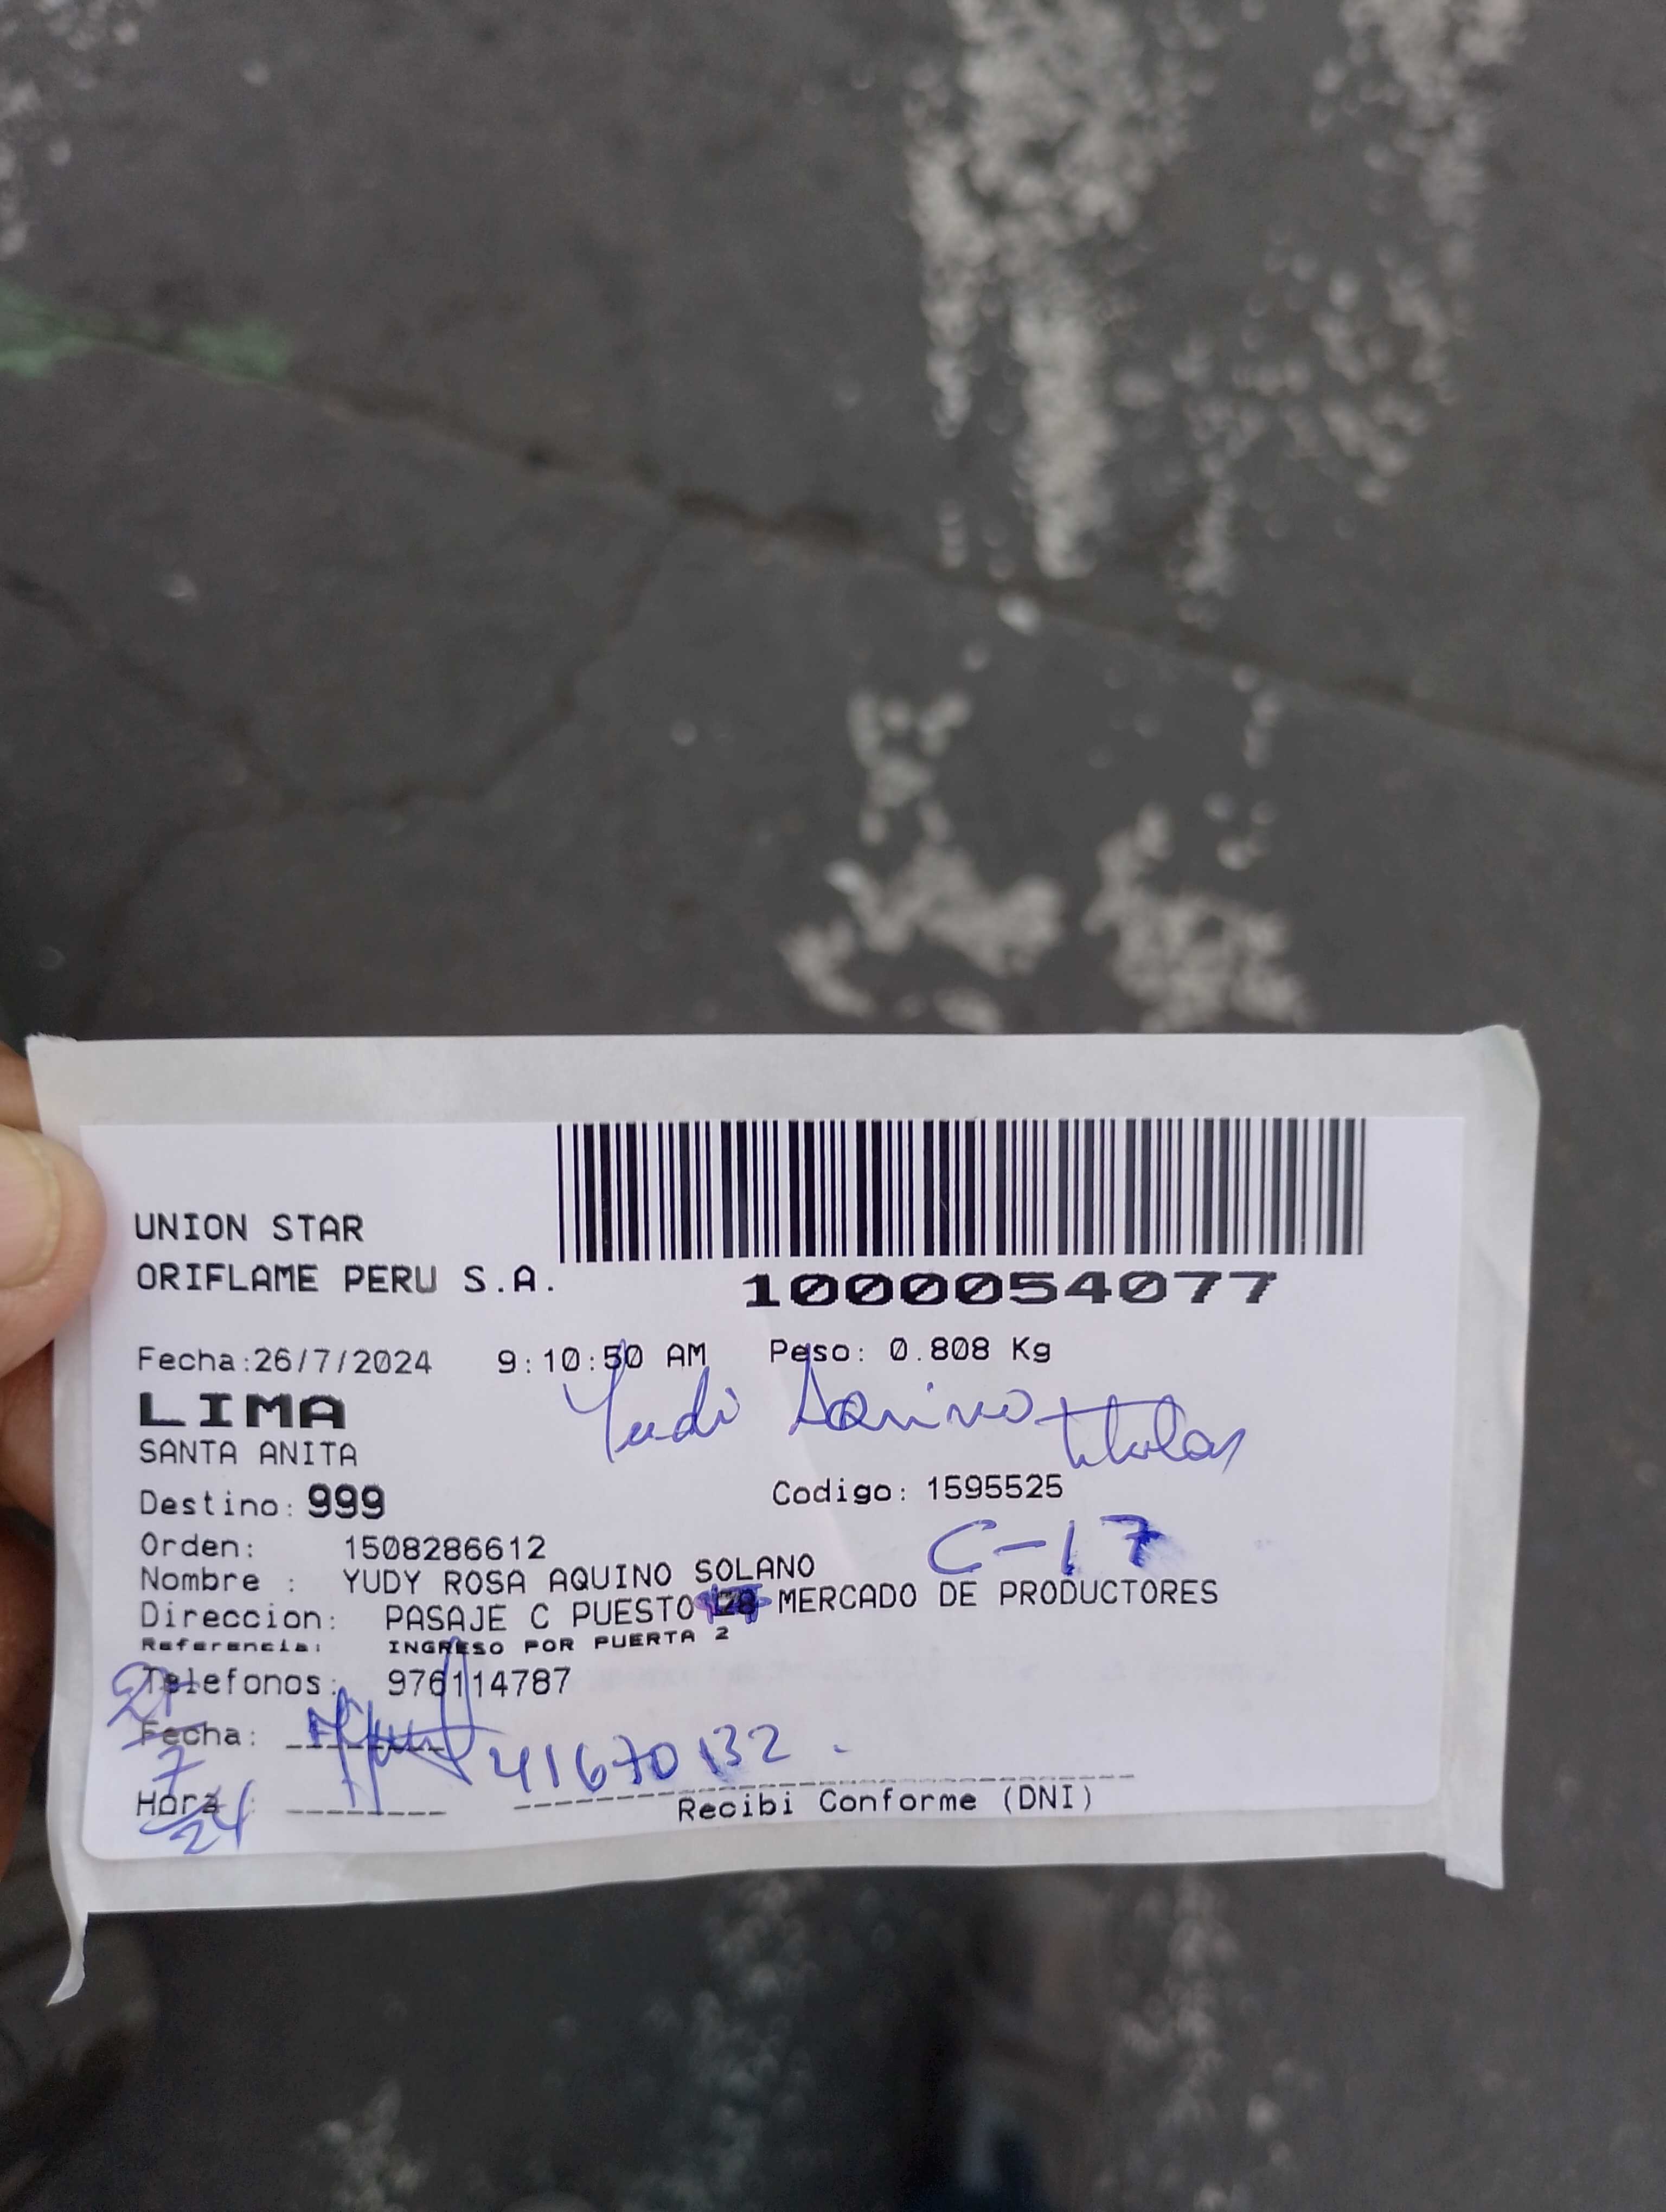 UNION STAR
ORIFLAME PERU S.A.
1000054077
Fecha:26/7/2024 9:10:50 AM Peso: 0.808 Kg
LIMA
Yudi Aquino titular
SANTA ANITA
Destino: 999 Codigo: 1595525
Orden: 1508286612
C-17
Nombre : YUDY ROSA AQUINO SOLANO
Direccion: PASAJE C PUESTO MERCADO DE PRODUCTORES
Referencia: INGRESO POR PUERTA 2
Telefonos: 976114787
Fecha:
7
41670132
Hora :
24
Recibi Conforme (DNI)